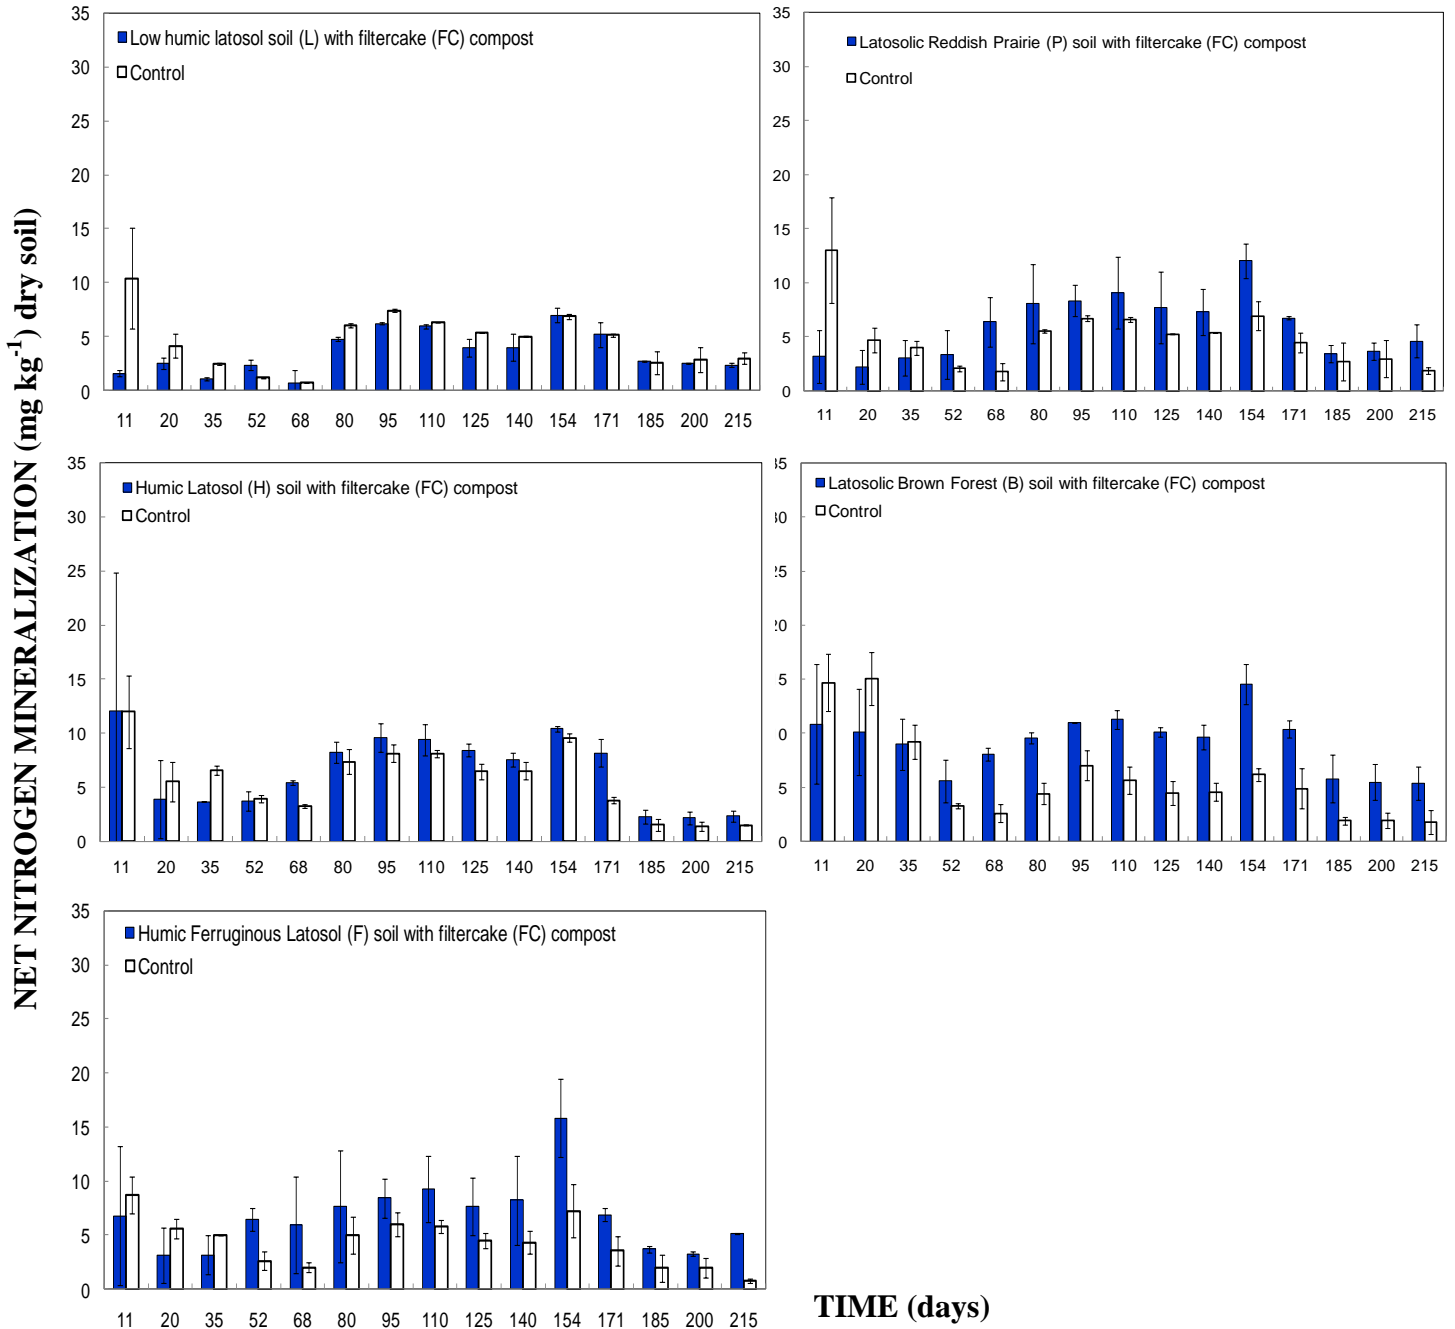 NET NITROGEN MINERALIZATION (mg kg-1) dry soil)
35
30
25
20
15
10
5
0
Low humic latosol soil (L) with filtercake (FC) compost
Control
11 20 35 52 68 80 95 110 125 140 154 171 185 200 215
35
30
25
20
15
10
5
0
Latosolic Reddish Prairie (P) soil with filtercake (FC) compost
Control
11 20 35 52 68 80 95 110 125 140 154 171 185 200 215
35
30
25
20
15
10
5
0
Humic Latosol (H) soil with filtercake (FC) compost
Control
11 20 35 52 68 80 95 110 125 140 154 171 185 200 215
35
30
25
20
5
0
5
0
Latosolic Brown Forest (B) soil with filtercake (FC) compost
Control
11 20 35 52 68 80 95 110 125 140 154 171 185 200 215
35
30
25
20
15
10
5
0
Humic Ferruginous Latosol (F) soil with filtercake (FC) compost
Control
11 20 35 52 68 80 95 110 125 140 154 171 185 200 215
TIME (days)